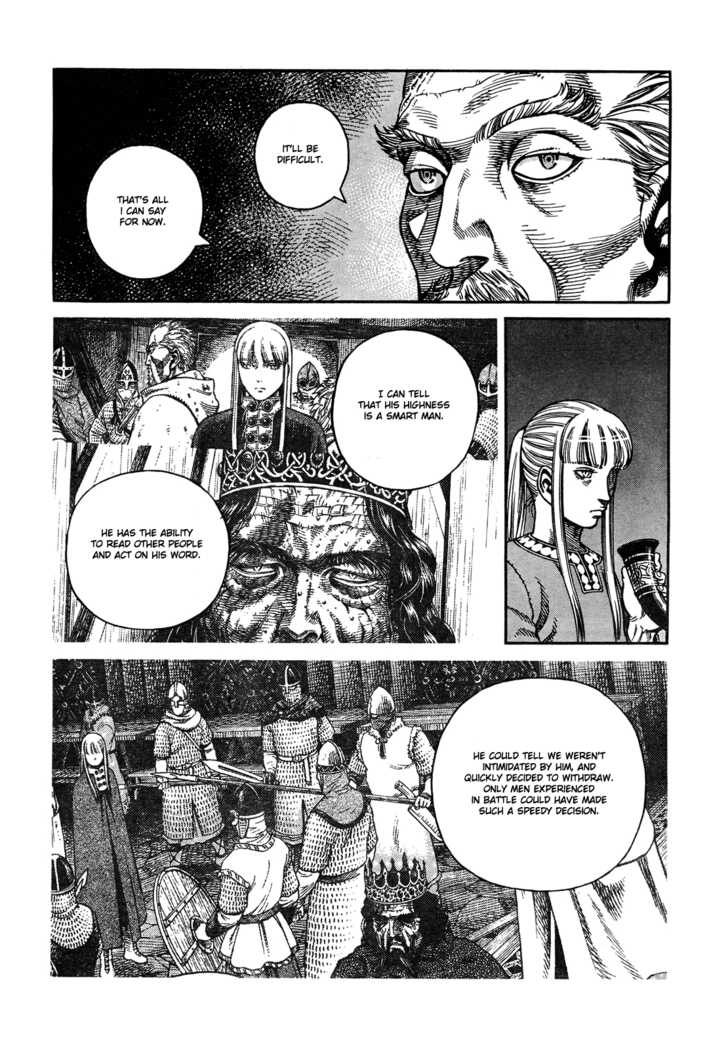 IT'LL BE
DIFFICULT.
THAT'S ALL
I CAN SAY
FOR NOW.
I CAN TELL
THAT HIS HIGHNESS
IS A SMART MAN.
HE HAS THE ABILITY
TO READ OTHER PEOPLE
AND ACT ON HIS WORD.
HE COULD TELL WE WEREN'T
INTIMIDATED BY HIM, AND
QUICKLY DECIDED TO WITHDRAW.
ONLY MEN EXPERIENCED
IN BATTLE COULD HAVE MADE
SUCH A SPEEDY DECISION.